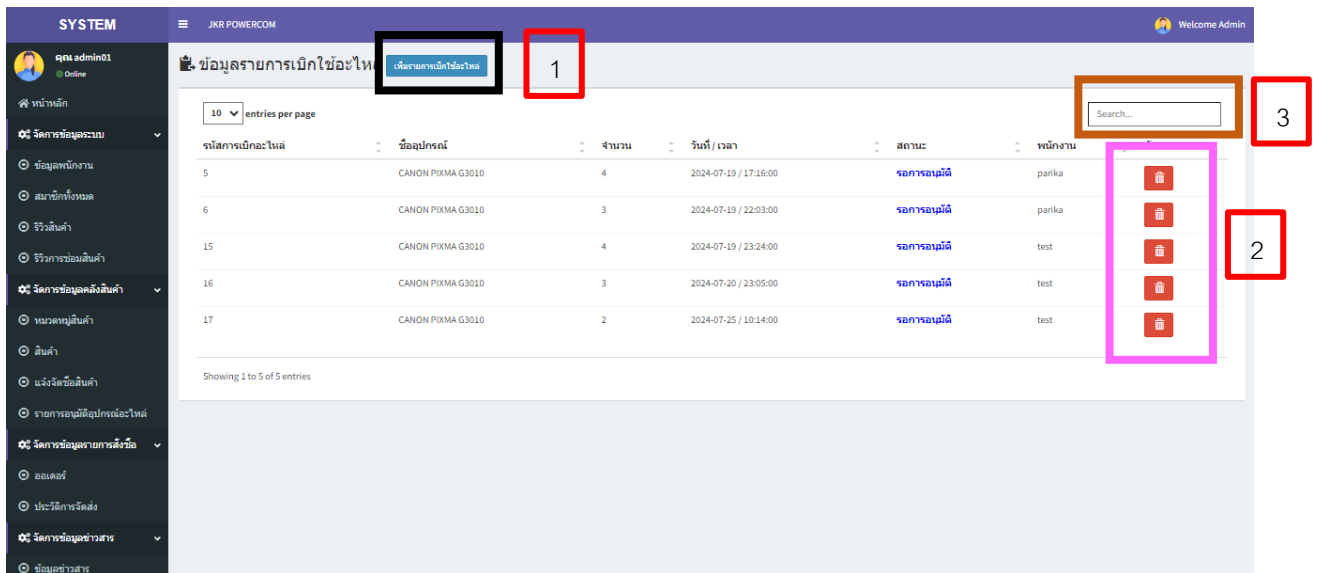 SYSTEM
JKR POWERCOM
Welcome Admin
คุณ admin01
Online
ข้อมูลรายการเบิกใช้อะไหล่
เพิ่มรายการเบิกใช้อะไหล่
1
หน้าหลัก
จัดการข้อมูลระบบ
ข้อมูลพนักงาน
สมาชิกทั้งหมด
รีวิวสินค้า
รีวิวการซ่อมสินค้า
จัดการข้อมูลคลังสินค้า
หมวดหมู่สินค้า
สินค้า
แจ้งจัดซื้อสินค้า
รายการอนุมัติอุปกรณ์อะไหล่
จัดการข้อมูลรายการสั่งซื้อ
ออเดอร์
ประวัติการจัดส่ง
จัดการข้อมูลข่าวสาร
ข้อมูลข่าวสาร
10 entries per page
Search...
3
รหัสการเบิกอะไหล่ ชื่ออุปกรณ์ จำนวน วันที่ / เวลา สถานะ พนักงาน
5 CANON PIXMA G3010 4 2024-07-19 / 17:16:00 รอการอนุมัติ parika
6 CANON PIXMA G3010 3 2024-07-19 / 22:03:00 รอการอนุมัติ parika
15 CANON PIXMA G3010 4 2024-07-19 / 23:24:00 รอการอนุมัติ test
2
16 CANON PIXMA G3010 3 2024-07-20 / 23:05:00 รอการอนุมัติ test
17 CANON PIXMA G3010 2 2024-07-25 / 10:14:00 รอการอนุมัติ test
Showing 1 to 5 of 5 entries